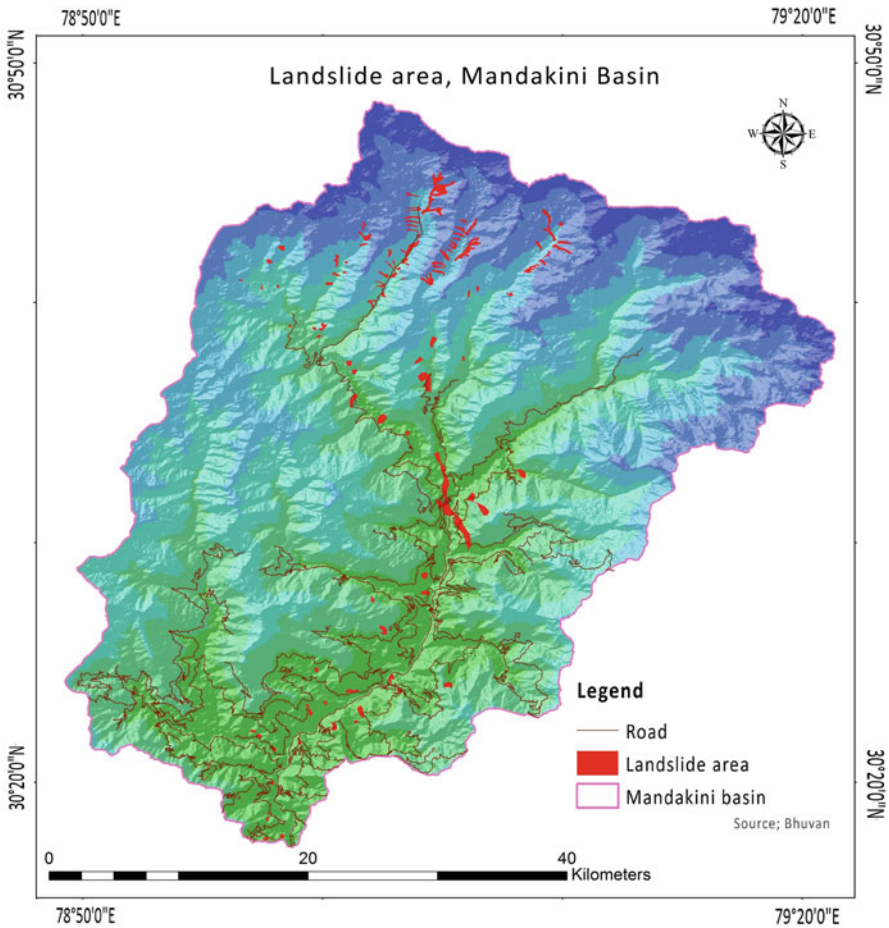 78°50'0"E 79°20'0"E
30°50'0"N 30°50'0"N
Landslide area, Mandakini Basin
N
W E
S
Legend
Road
Landslide area
Mandakini basin
30°20'0"N 30°20'0"N
Source; Bhuvan
0 20 40
Kilometers
78°50'0"E 79°20'0"E